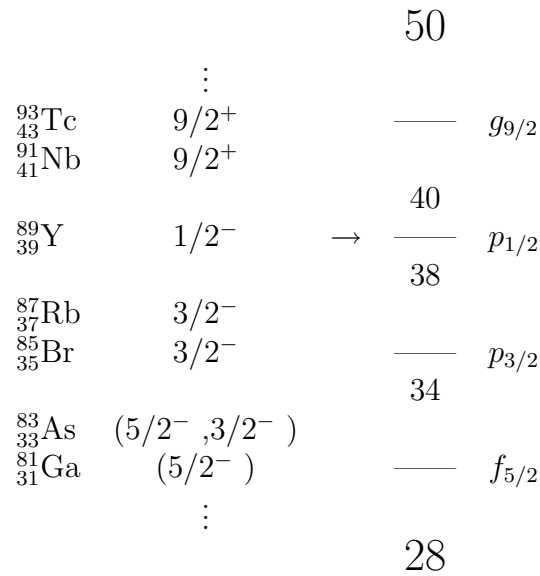 50
⋮
⁹³₄₃Tc 9/2⁺ g₉/₂
⁹¹₄₁Nb 9/2⁺
40
⁸⁹₃₉Y 1/2⁻ → p₁/₂
38
⁸⁷₃₇Rb 3/2⁻
⁸⁵₃₅Br 3/2⁻ p₃/₂
34
⁸³₃₃As (5/2⁻ ,3/2⁻ )
⁸¹₃₁Ga (5/2⁻ ) f₅/₂
⋮
28